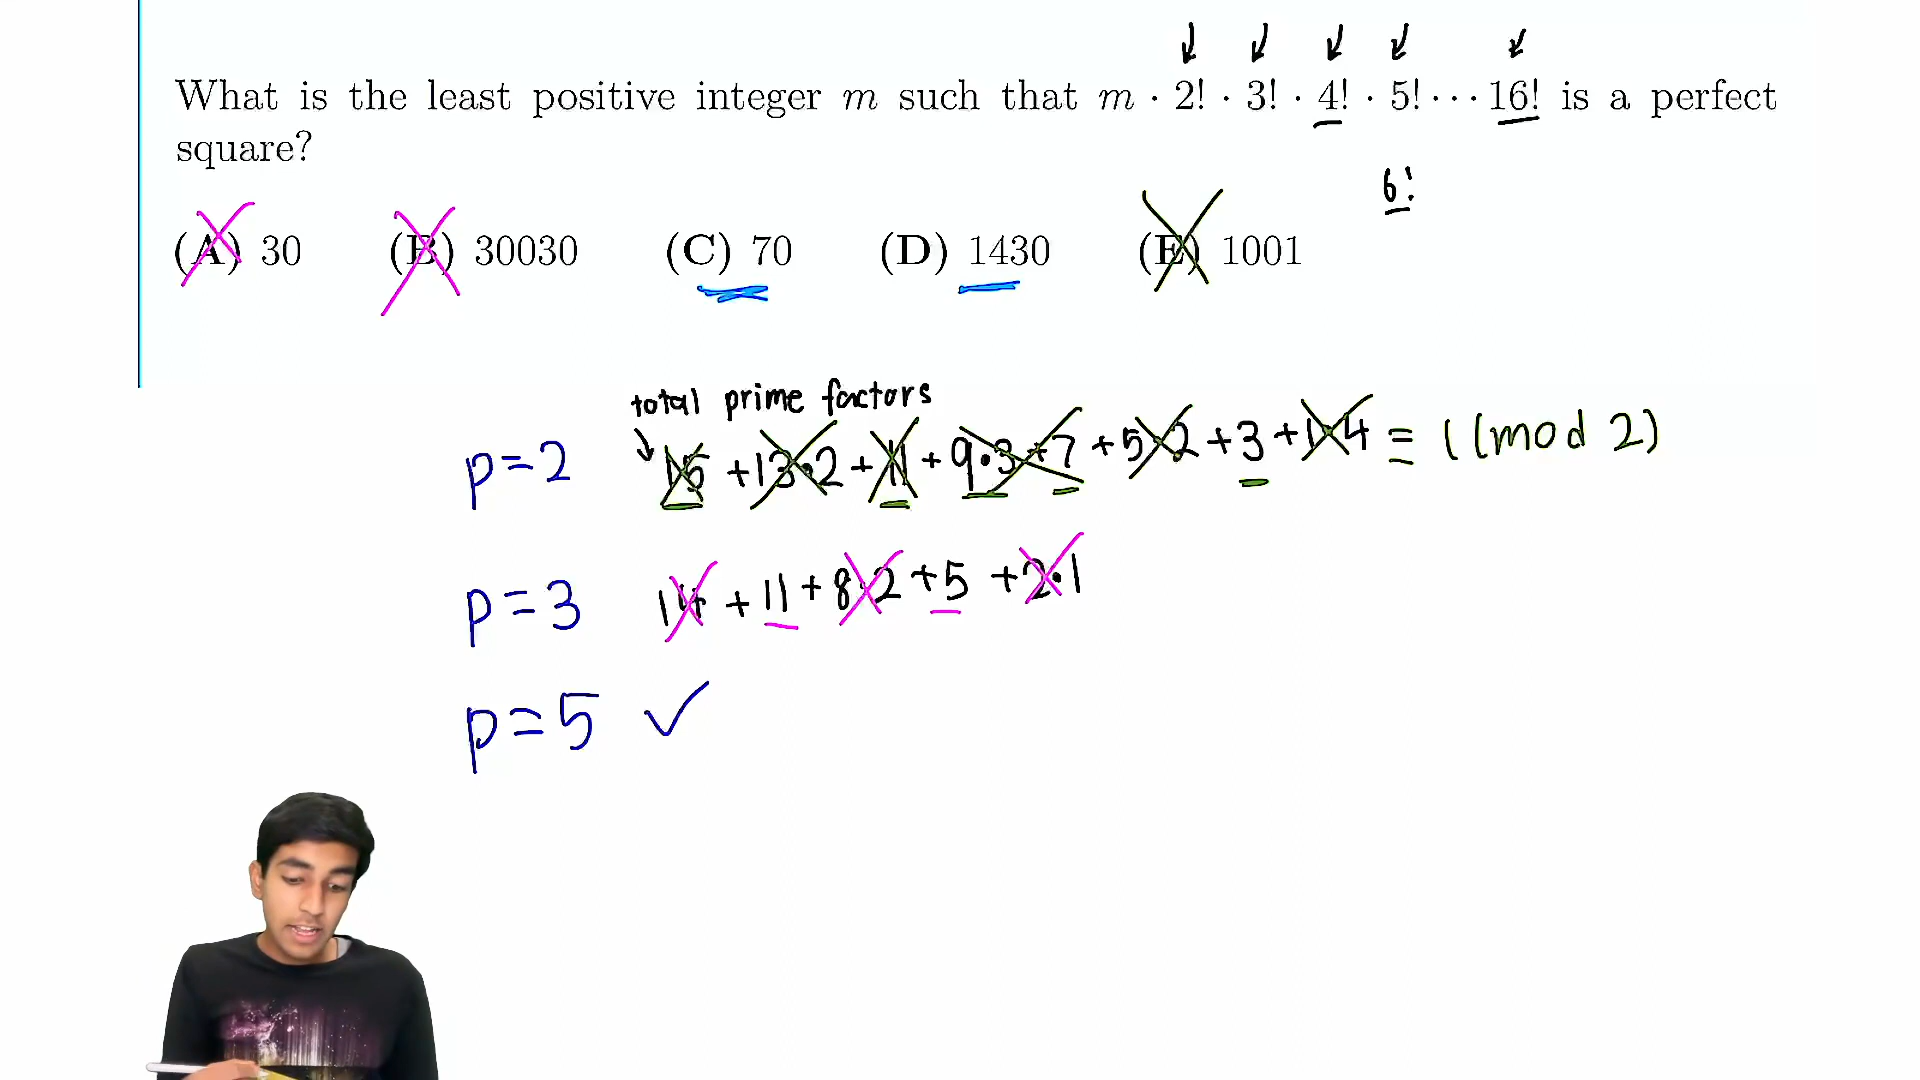 What is the least positive integer m such that m · 2! · 3! · 4! · 5! · · · 16! is a perfect
square?
6!
(A) 30 (B) 30030 (C) 70 (D) 1430 (E) 1001
total prime factors
p=2 15 + 13·2 + 11 + 9·3 + 7 + 5·2 + 3 + 1·4 ≡ 1 (mod 2)
p=3 14 + 11 + 8·2 + 5 + 2·1
p=5 ✓